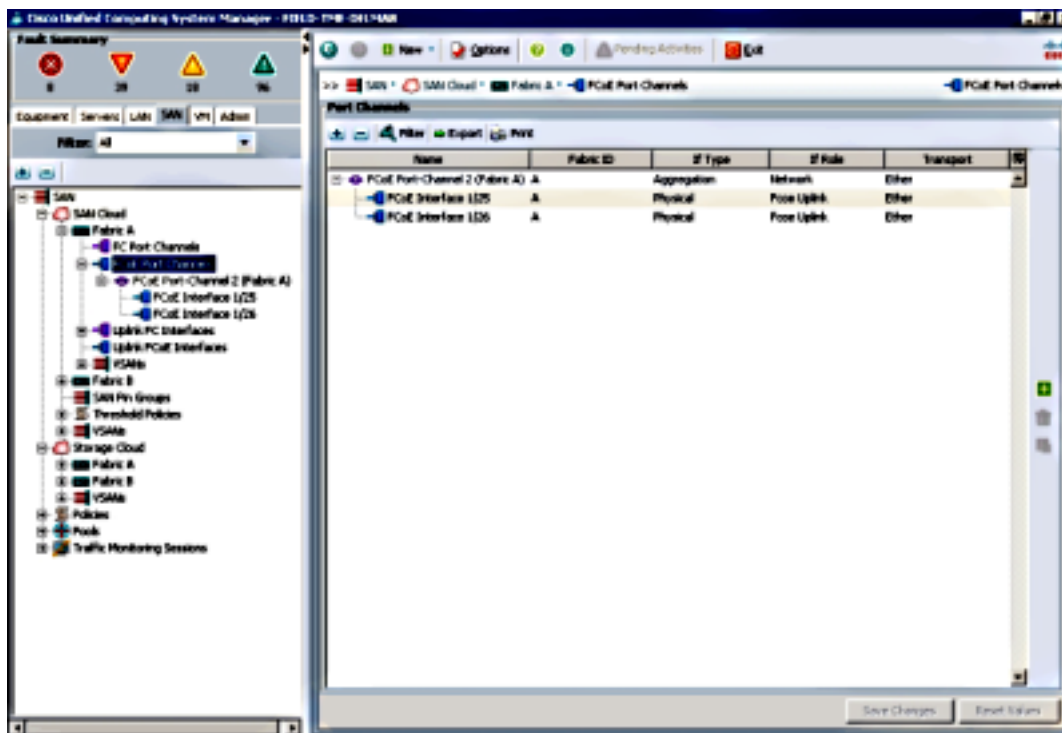 Cisco Unified Computing System Manager -
Fault Summary
Equipment Servers LAN SAN VM Admin
Filter: All
SAN
SAN Cloud
Fabric A
FC Port Channels
FCoE Port Channels
FCoE Port-Channel 2 (Fabric A)
FCoE Interface 1/25
FCoE Interface 1/26
Uplink FC Interfaces
Uplink FCoE Interfaces
VSANs
Fabric B
SAN Pin Groups
Threshold Policies
VSANs
Storage Cloud
Fabric A
Fabric B
VSANs
Policies
Pools
Traffic Monitoring Sessions
New Options Pending Activities Exit
>> SAN SAN Cloud Fabric A FCoE Port Channels FCoE Port Channels
Port Channels
Filter Export Print
Name Fabric ID If Type If Role Transport
FCoE Port-Channel 2 (Fabric A) A Aggregation Network Ether
FCoE Interface 1/25 A Physical Fcoe Uplink Ether
FCoE Interface 1/26 A Physical Fcoe Uplink Ether
Save Changes Reset Values